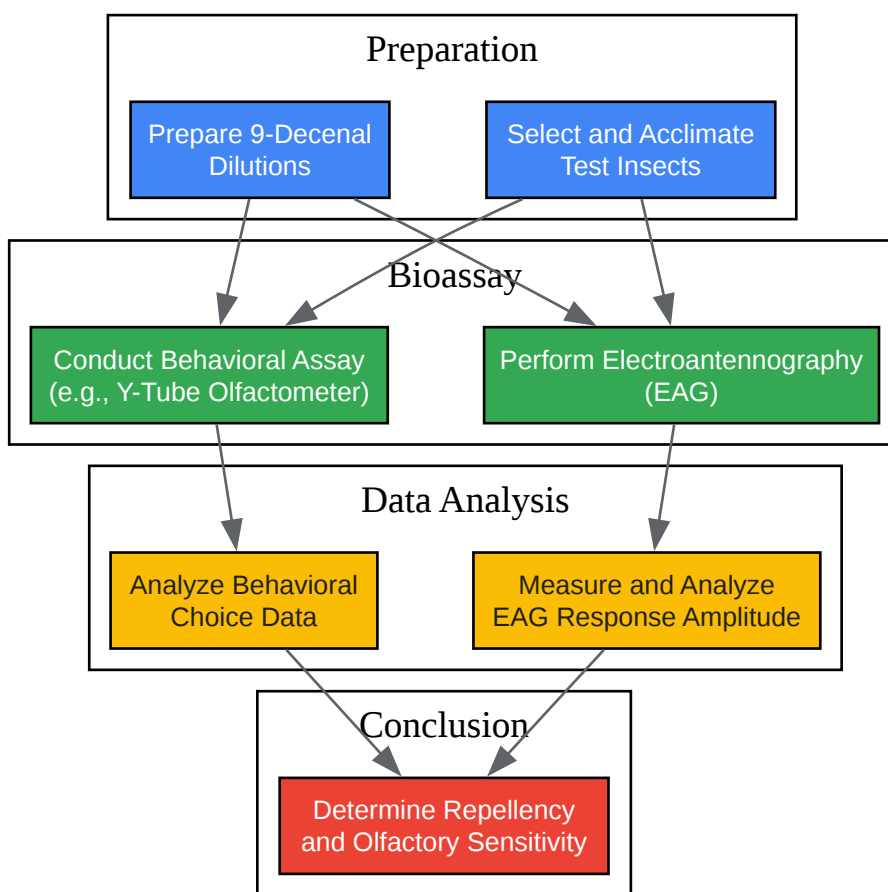 Preparation
Prepare 9-Decenal
Dilutions
Select and Acclimate
Test Insects
Bioassay
Conduct Behavioral Assay
(e.g., Y-Tube Olfactometer)
Perform Electroantennography
(EAG)
Data Analysis
Analyze Behavioral
Choice Data
Measure and Analyze
EAG Response Amplitude
Conclusion
Determine Repellency
and Olfactory Sensitivity